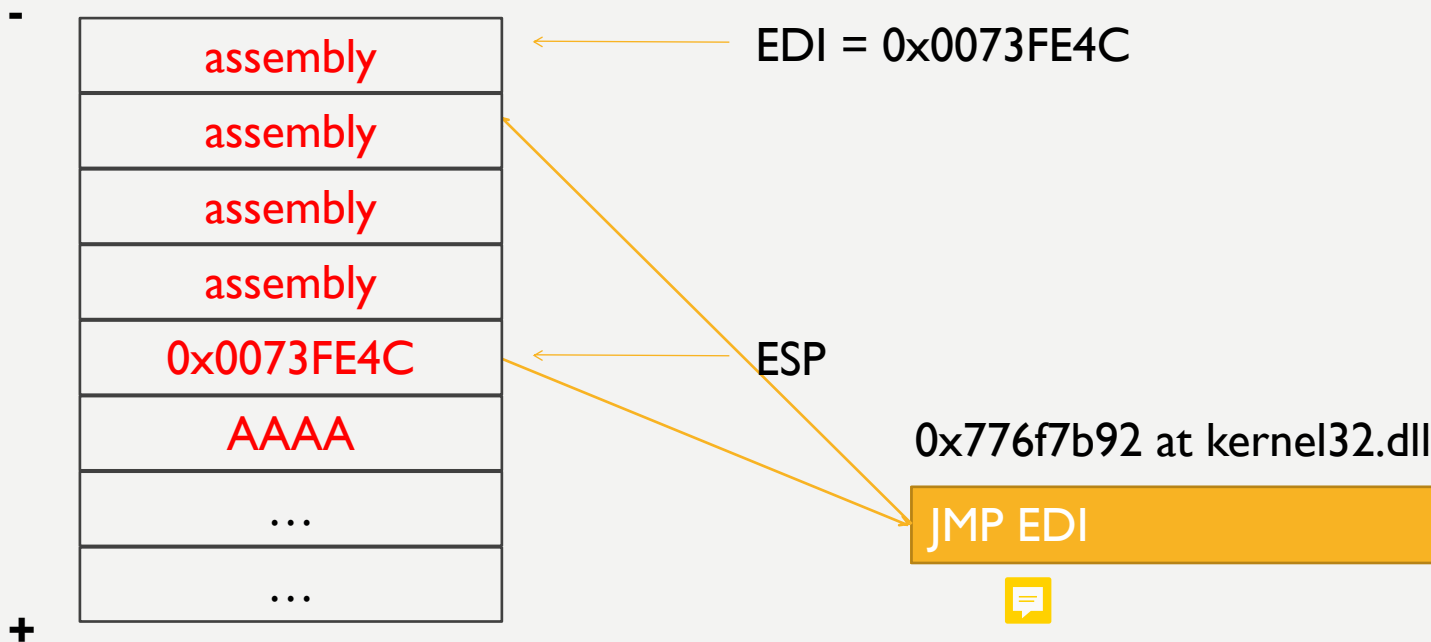 -
assembly
EDI = 0x0073FE4C
assembly
assembly
assembly
0x0073FE4C
ESP
AAAA
0x776f7b92 at kernel32.dll
…
JMP EDI
…
+